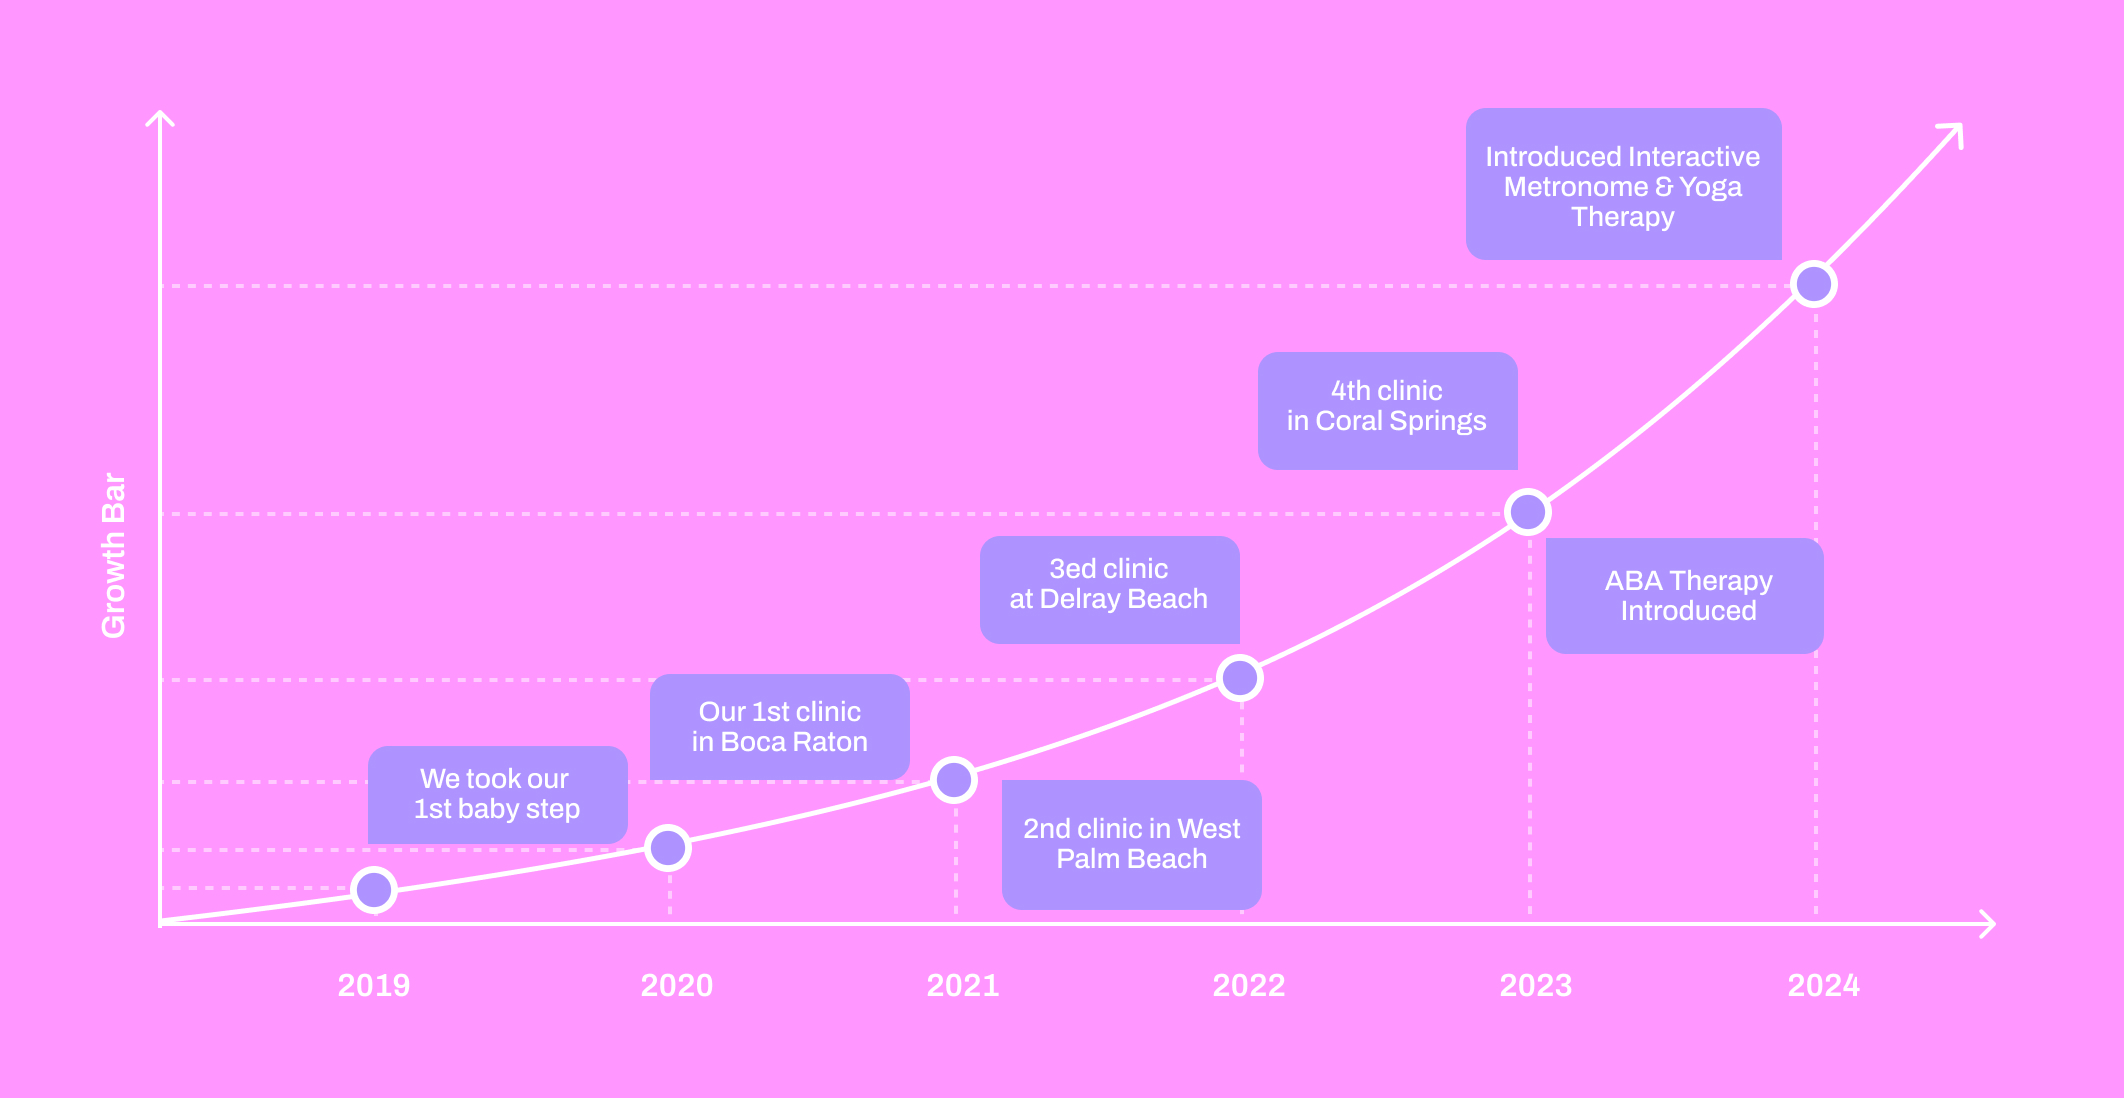 Introduced Interactive
Metronome & Yoga
Therapy
4th clinic
in Coral Springs
3ed clinic
at Delray Beach
ABA Therapy
Introduced
Growth Bar
Our 1st clinic
in Boca Raton
We took our
1st baby step
2nd clinic in West
Palm Beach
2019
2020
2021
2022
2023
2024